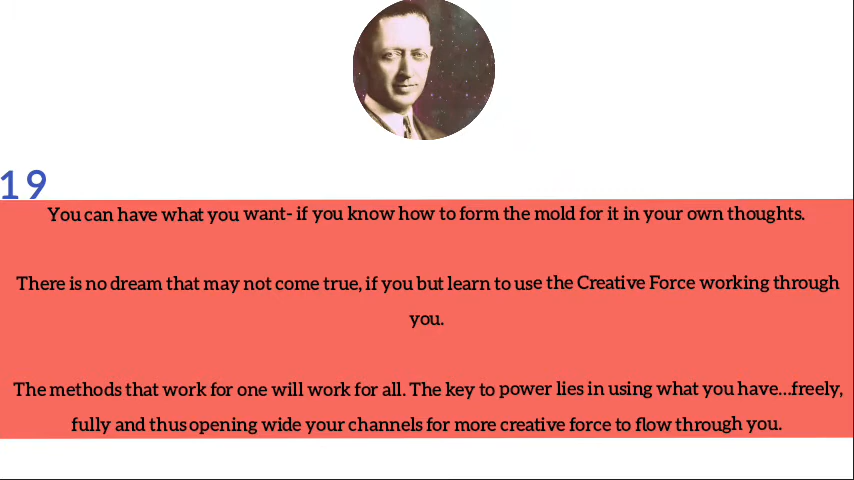 19
You can have what you want- if you know how to form the mold for it in your own thoughts.
There is no dream that may not come true, if you but learn to use the Creative Force working through
you.
The methods that work for one will work for all. The key to power lies in using what you have...freely,
fully and thus opening wide your channels for more creative force to flow through you.